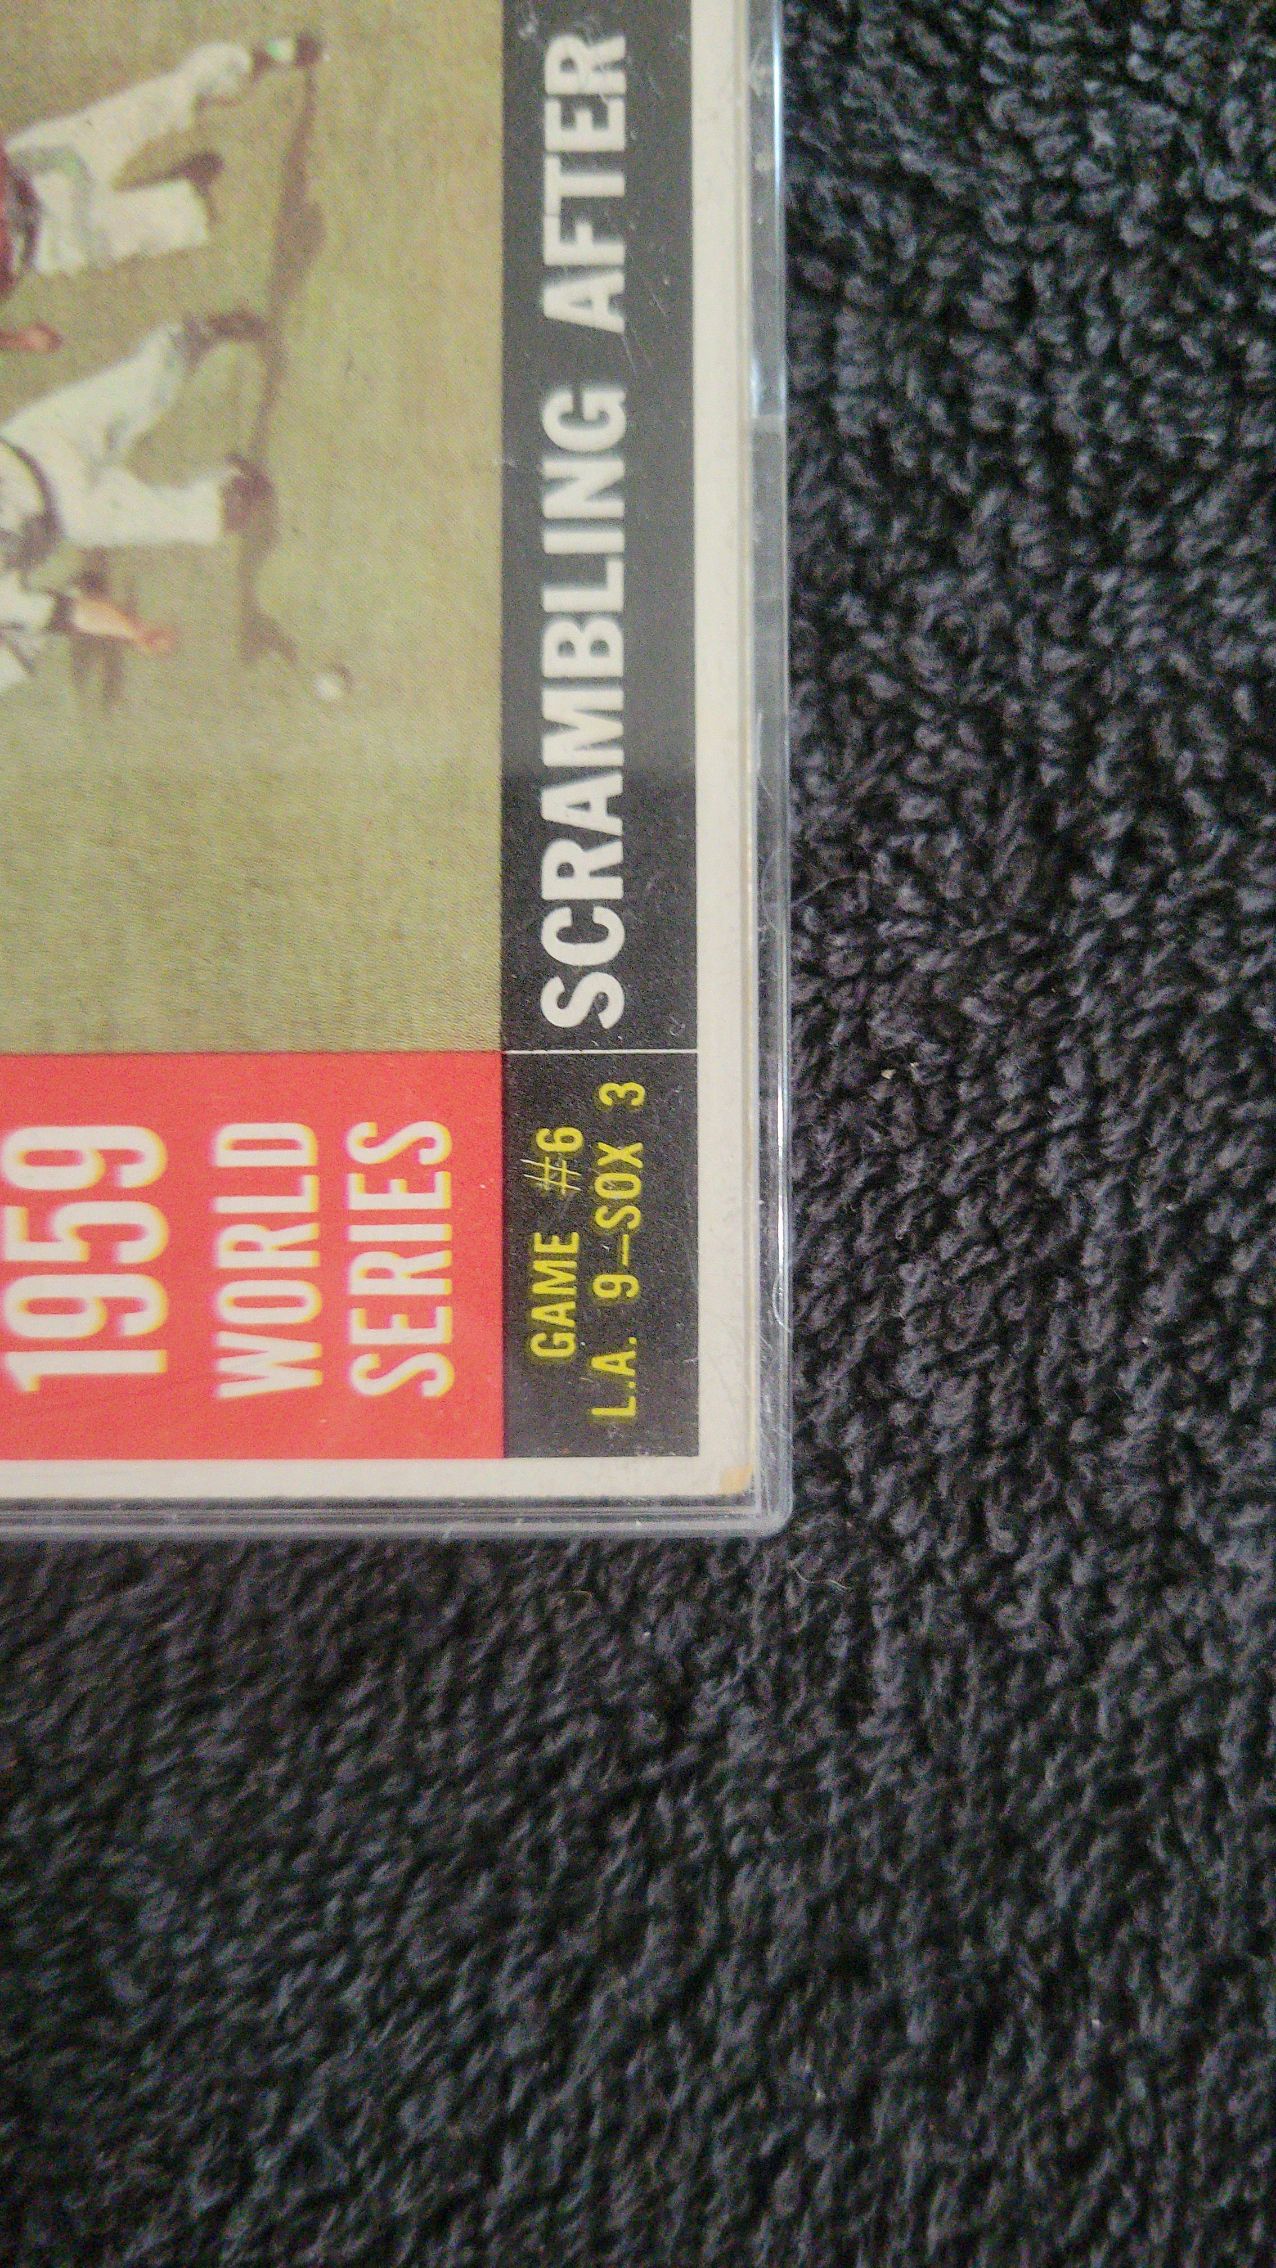 1959
WORLD
SERIES
GAME #6
L.A. 9–SOX 3
SCRAMBLING AFTER